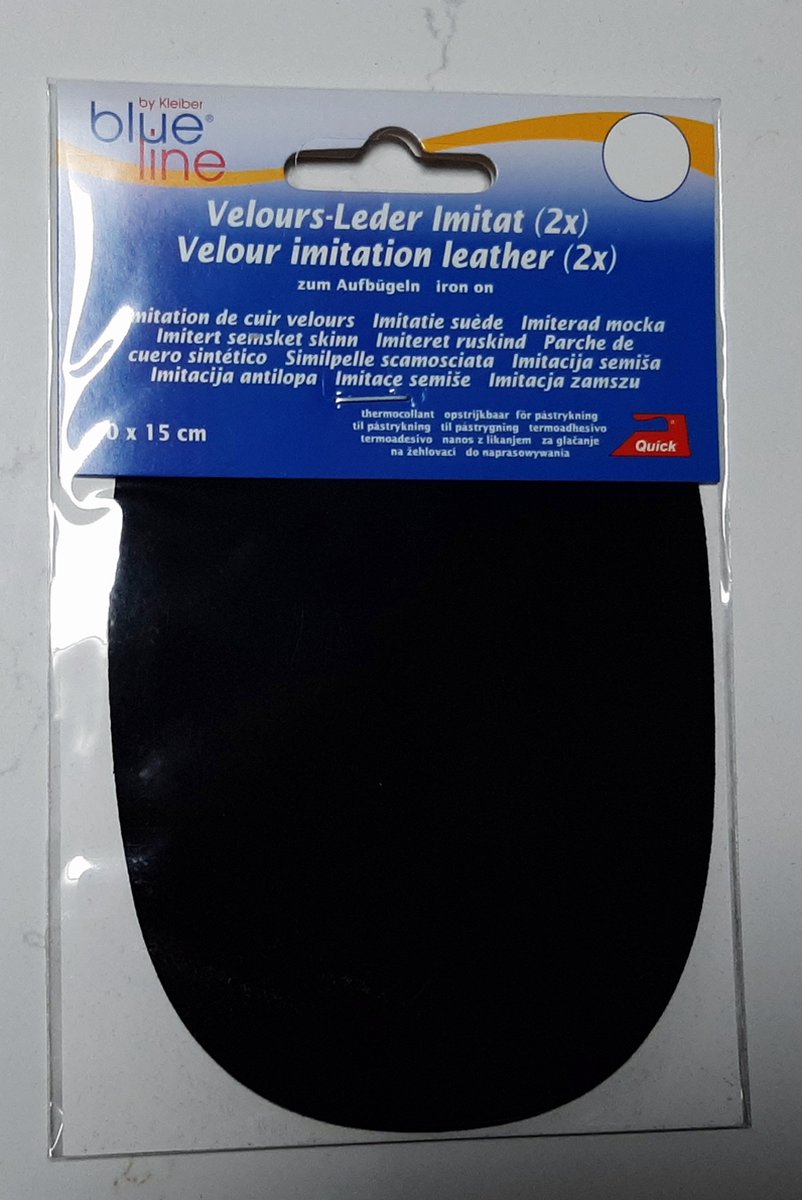 by Kleiber
blue®
line
Velours-Leder Imitat (2x)
Velour imitation leather (2x)
zum Aufbügeln iron on
mitation de cuir velours Imitatie suède Imiterad mocka
Imitert semsket skinn Imiteret ruskind Parche de
cuero sintético Similpelle scamosciata Imitacija semiša
Imitacija antilopa Imitace semiše Imitacja zamszu
thermocollant opstrijkbaar för påstrykning
til påstrykning til påstrygning termoadhesivo
termoadesivo nanos z likanjem za glačanje
na žehlovací do naprasowywania
0 x 15 cm
Quick